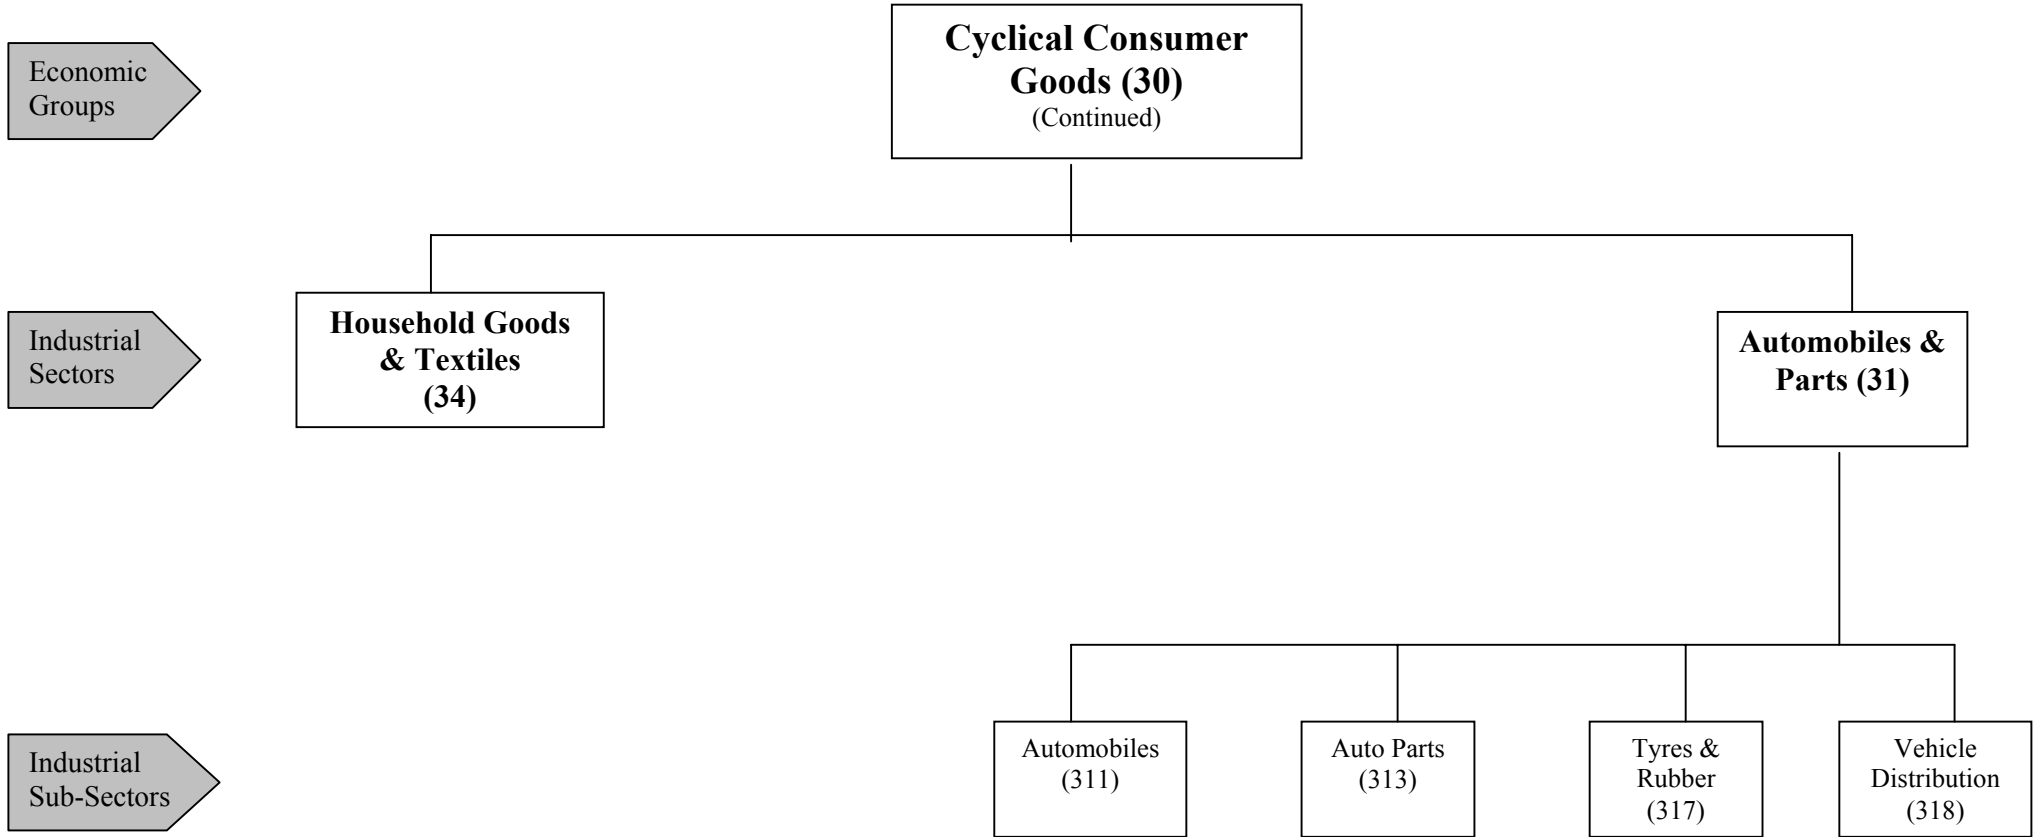 Economic
Groups
Cyclical Consumer
Goods (30)
(Continued)
Industrial
Sectors
Household Goods
& Textiles
(34)
Automobiles &
Parts (31)
Industrial
Sub-Sectors
Automobiles
(311)
Auto Parts
(313)
Tyres &
Rubber
(317)
Vehicle
Distribution
(318)